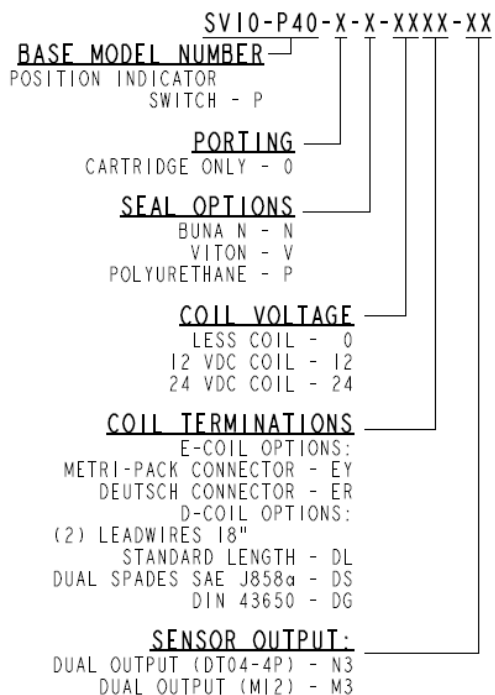 SV10-P40-X-X-XXXX-XX
BASE MODEL NUMBER
POSITION INDICATOR
SWITCH - P
PORTING
CARTRIDGE ONLY - 0
SEAL OPTIONS
BUNA N - N
VITON - V
POLYURETHANE - P
COIL VOLTAGE
LESS COIL - 0
12 VDC COIL - 12
24 VDC COIL - 24
COIL TERMINATIONS
E-COIL OPTIONS:
METRI-PACK CONNECTOR - EY
DEUTSCH CONNECTOR - ER
D-COIL OPTIONS:
(2) LEADWIRES 18"
STANDARD LENGTH - DL
DUAL SPADES SAE J858a - DS
DIN 43650 - DG
SENSOR OUTPUT:
DUAL OUTPUT (DT04-4P) - N3
DUAL OUTPUT (M12) - M3